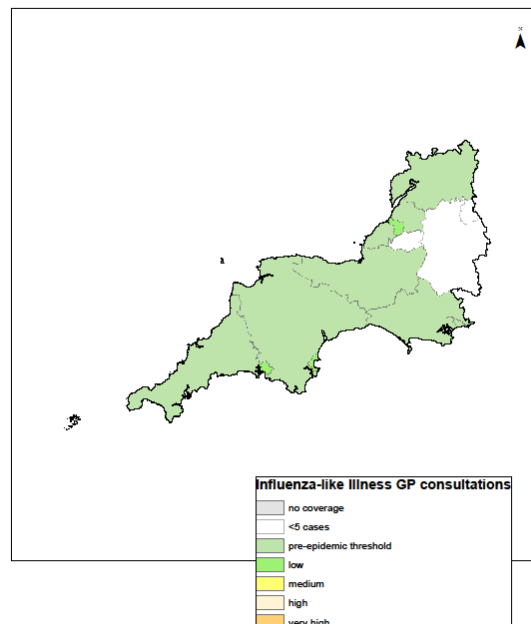 N
Influenza-like Illness GP consultations
no coverage
<5 cases
pre-epidemic threshold
low
medium
high
very high